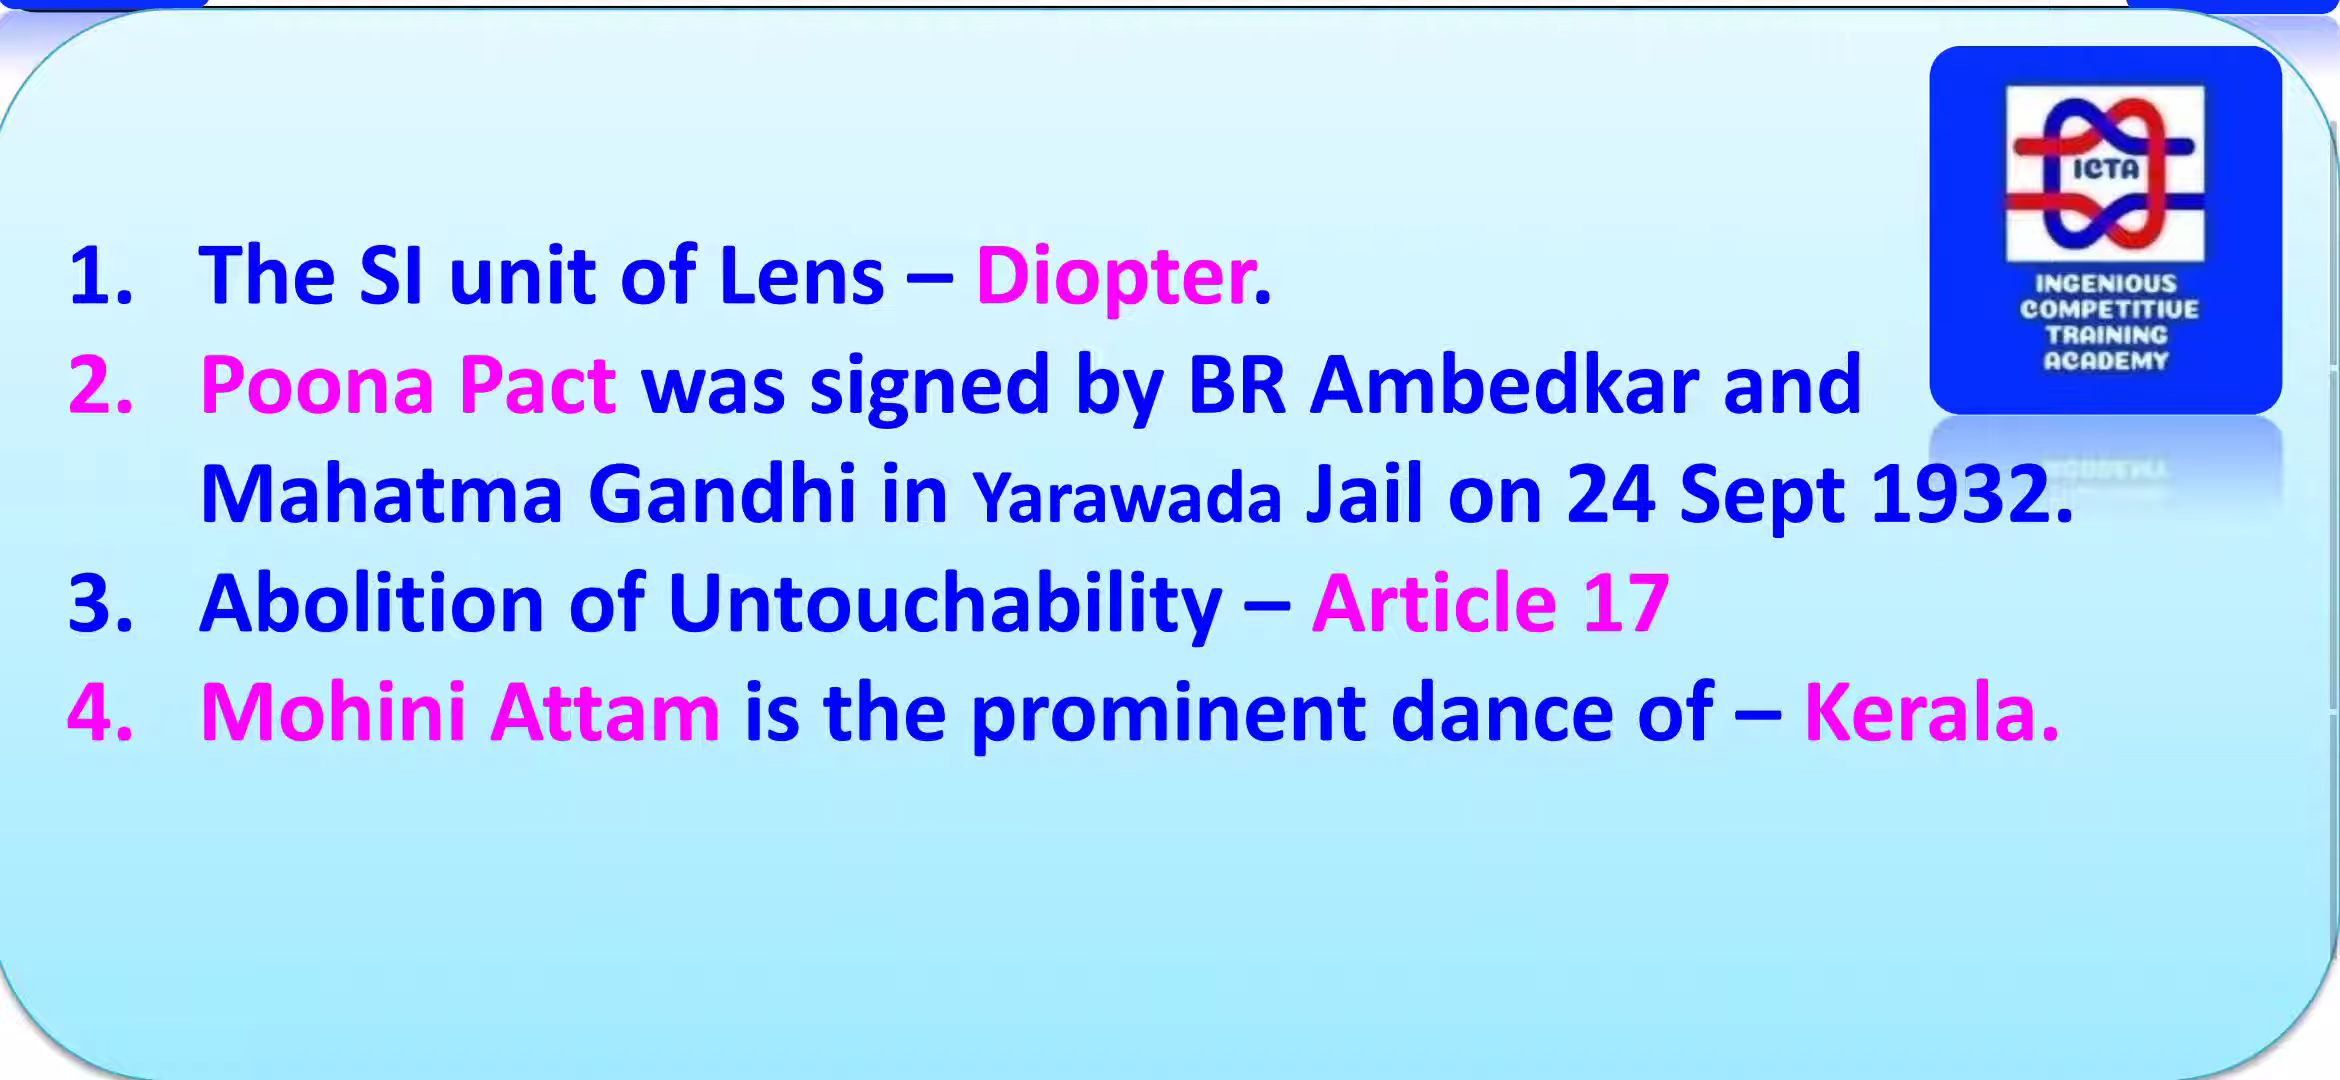 ICTA
INGENIOUS
COMPETITIVE
TRAINING
ACADEMY
1. The SI unit of Lens – Diopter.
2. Poona Pact was signed by BR Ambedkar and
Mahatma Gandhi in Yarawada Jail on 24 Sept 1932.
3. Abolition of Untouchability – Article 17
4. Mohini Attam is the prominent dance of – Kerala.